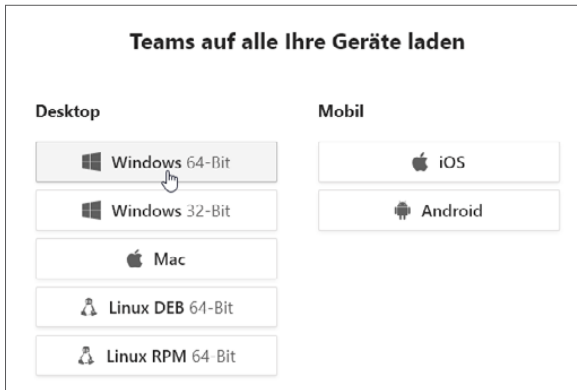 Teams auf alle Ihre Geräte laden
Desktop
Windows 64-Bit
Windows 32-Bit
Mac
Linux DEB 64-Bit
Linux RPM 64-Bit
Mobil
iOS
Android